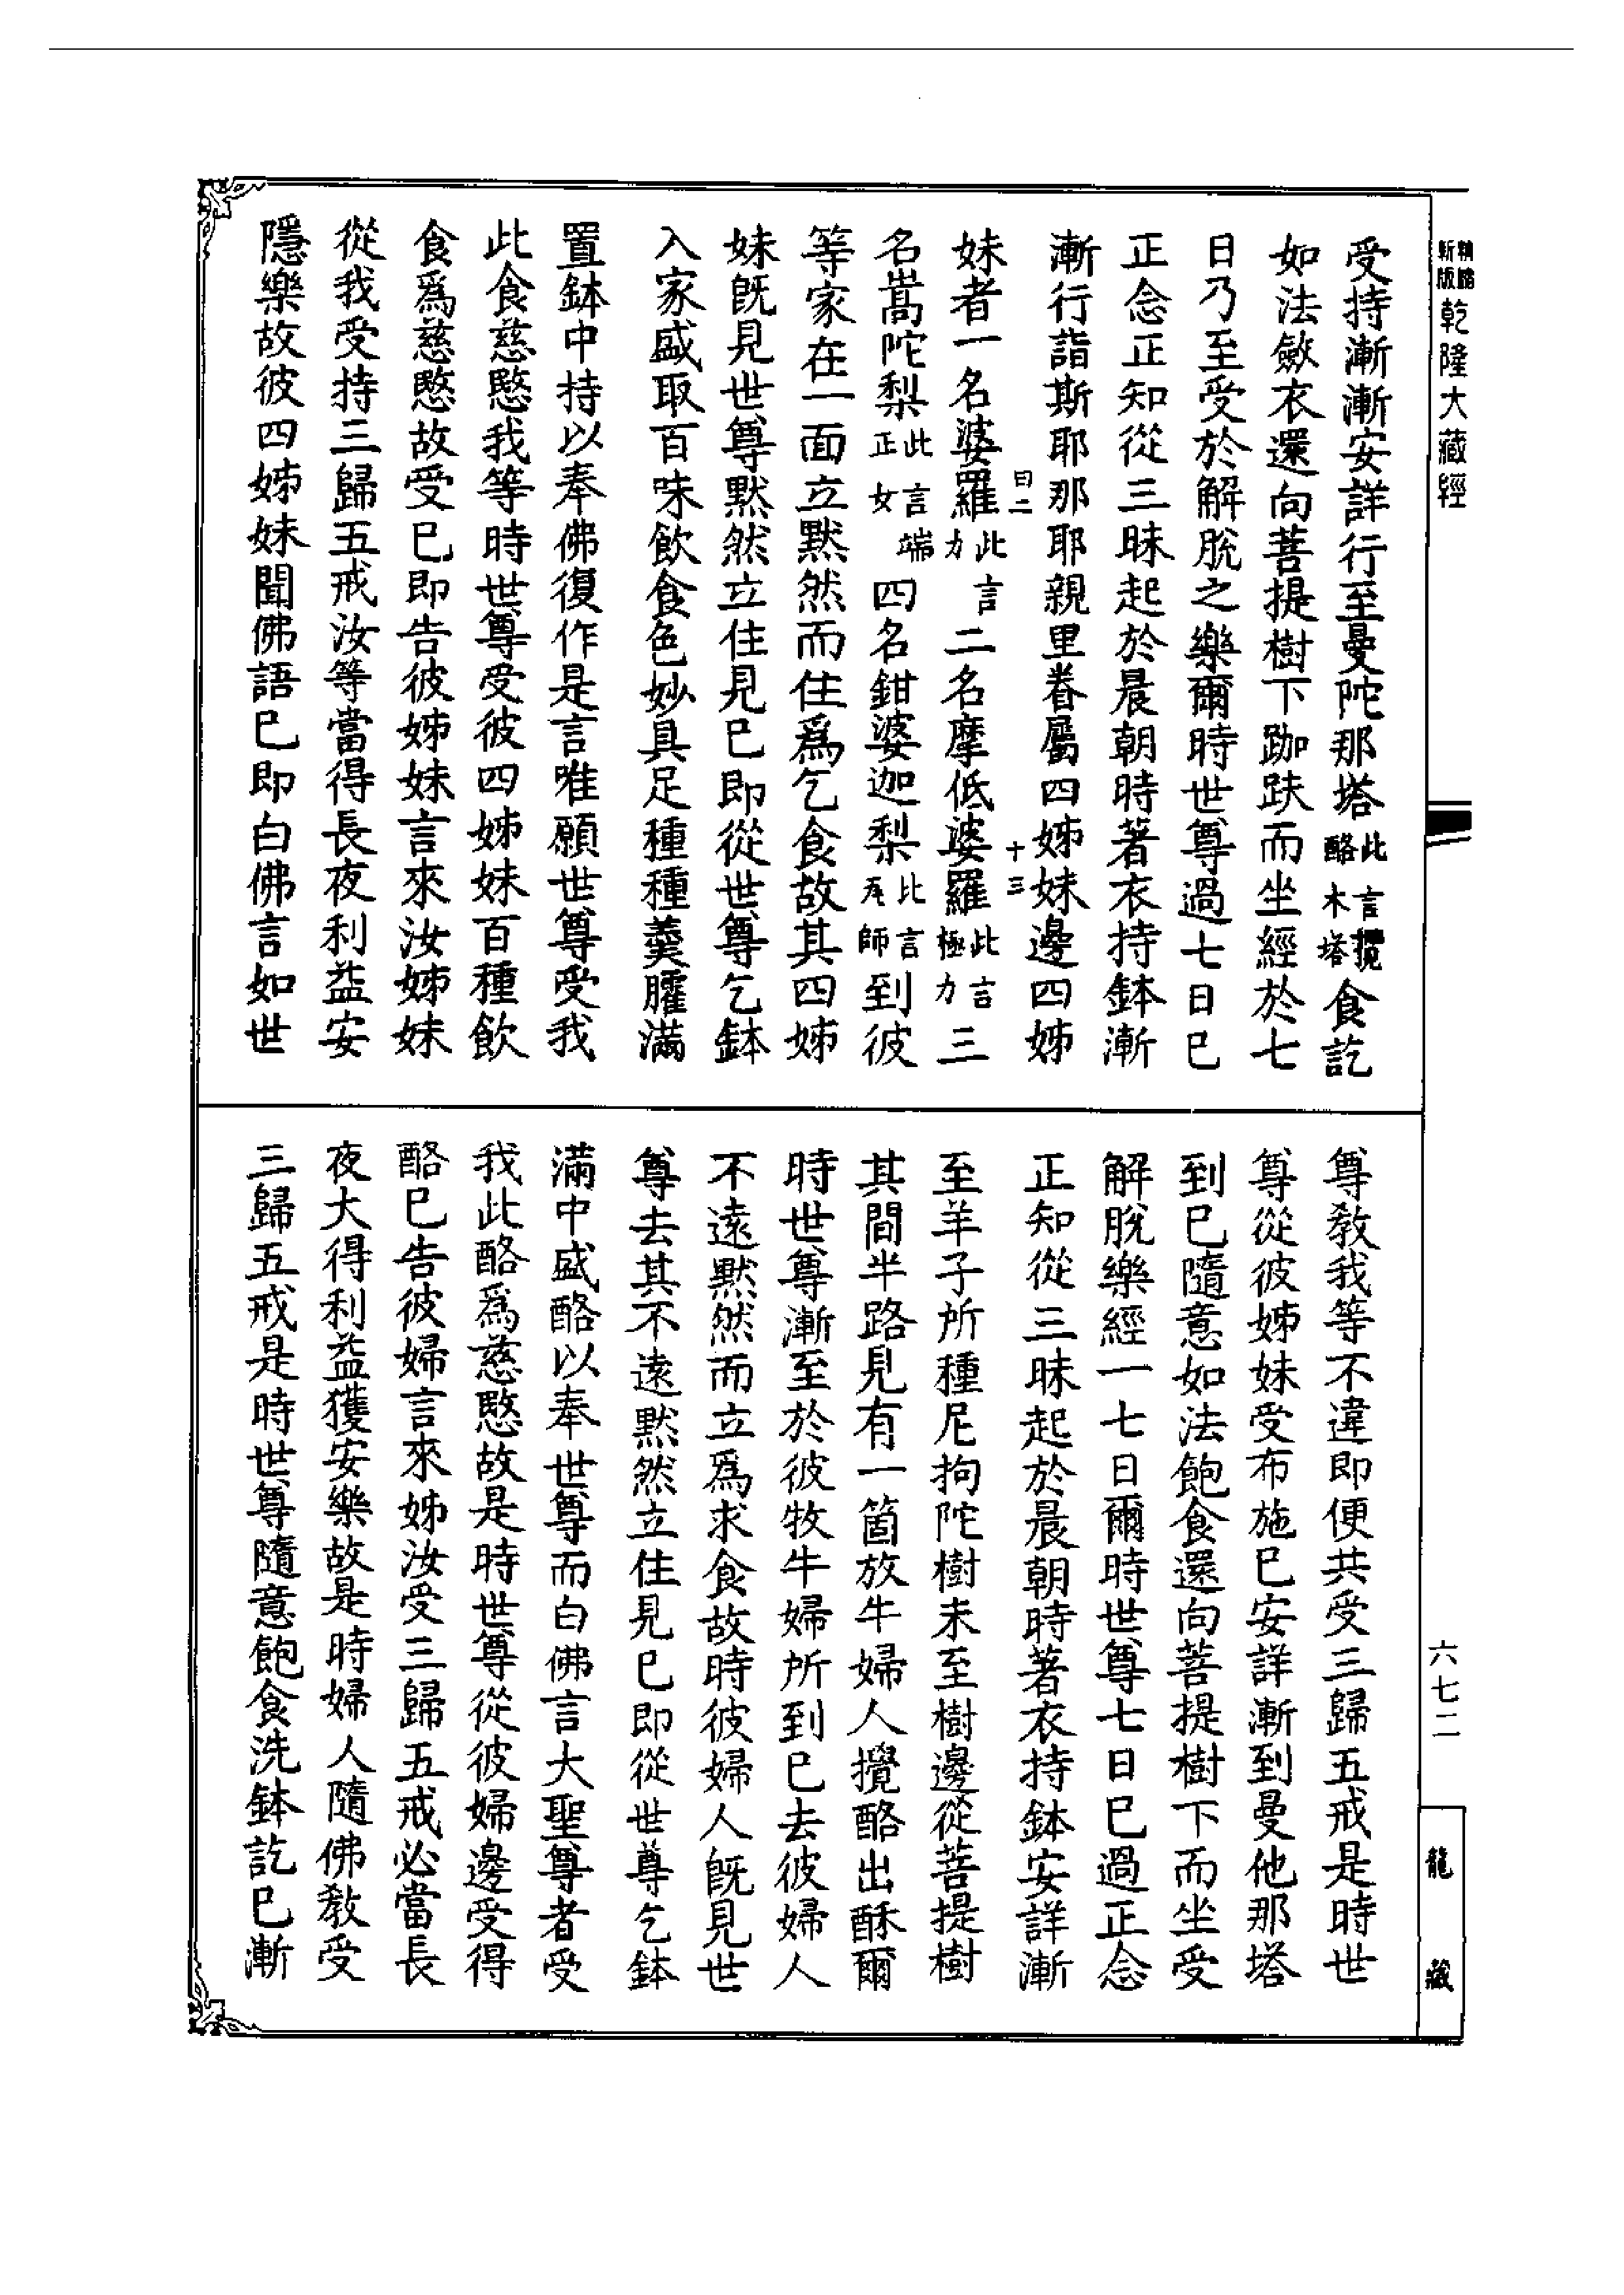 新版精縮乾隆大藏經
受持漸漸安詳行至曼陀那塔此言攪酪木塔食訖
如法斂衣還向菩提樹下跏趺而坐經於七
日乃至受於解脫之樂爾時世尊過七日已
正念正知從三昧起於晨朝時著衣持鉢漸
漸行詣斯耶那耶親里眷屬四姊妹邊四姊
曰二
十三
妹者一名婆羅此言力二名摩低婆羅此言極力三
名嵩陀梨此言端正女四名鉗婆迦梨此言瓦師到彼
等家在一面立默然而住爲乞食故其四姊
妹旣見世尊默然立住見已即從世尊乞鉢
入家盛取百味飲食色妙具足種種羹臛滿
置鉢中持以奉佛復作是言唯願世尊受我
此食慈愍我等時世尊受彼四姊妹百種飲
食爲慈愍故受已即告彼姊妹言來汝姊妹
從我受持三歸五戒汝等當得長夜利益安
隱樂故彼四姊妹聞佛語已即白佛言如世
尊教我等不違即便共受三歸五戒是時世
尊從彼姊妹受布施已安詳漸到曼他那塔
到已隨意如法飽食還向菩提樹下而坐受
解脫樂經一七日爾時世尊七日已過正念
正知從三昧起於晨朝時著衣持鉢安詳漸
至羊子所種尼拘陀樹未至樹邊從菩提樹
其間半路見有一箇放牛婦人攪酪出酥爾
時世尊漸至於彼牧牛婦所到已去彼婦人
不遠默然而立爲求食故時彼婦人旣見世
尊去其不遠默然立住見已即從世尊乞鉢
滿中盛酪以奉世尊而白佛言大聖尊者受
我此酪爲慈愍故是時世尊從彼婦邊受得
酪已告彼婦言來姊汝受三歸五戒必當長
夜大得利益獲安樂故是時婦人隨佛教受
三歸五戒是時世尊隨意飽食洗鉢訖已漸
六七二
龍藏